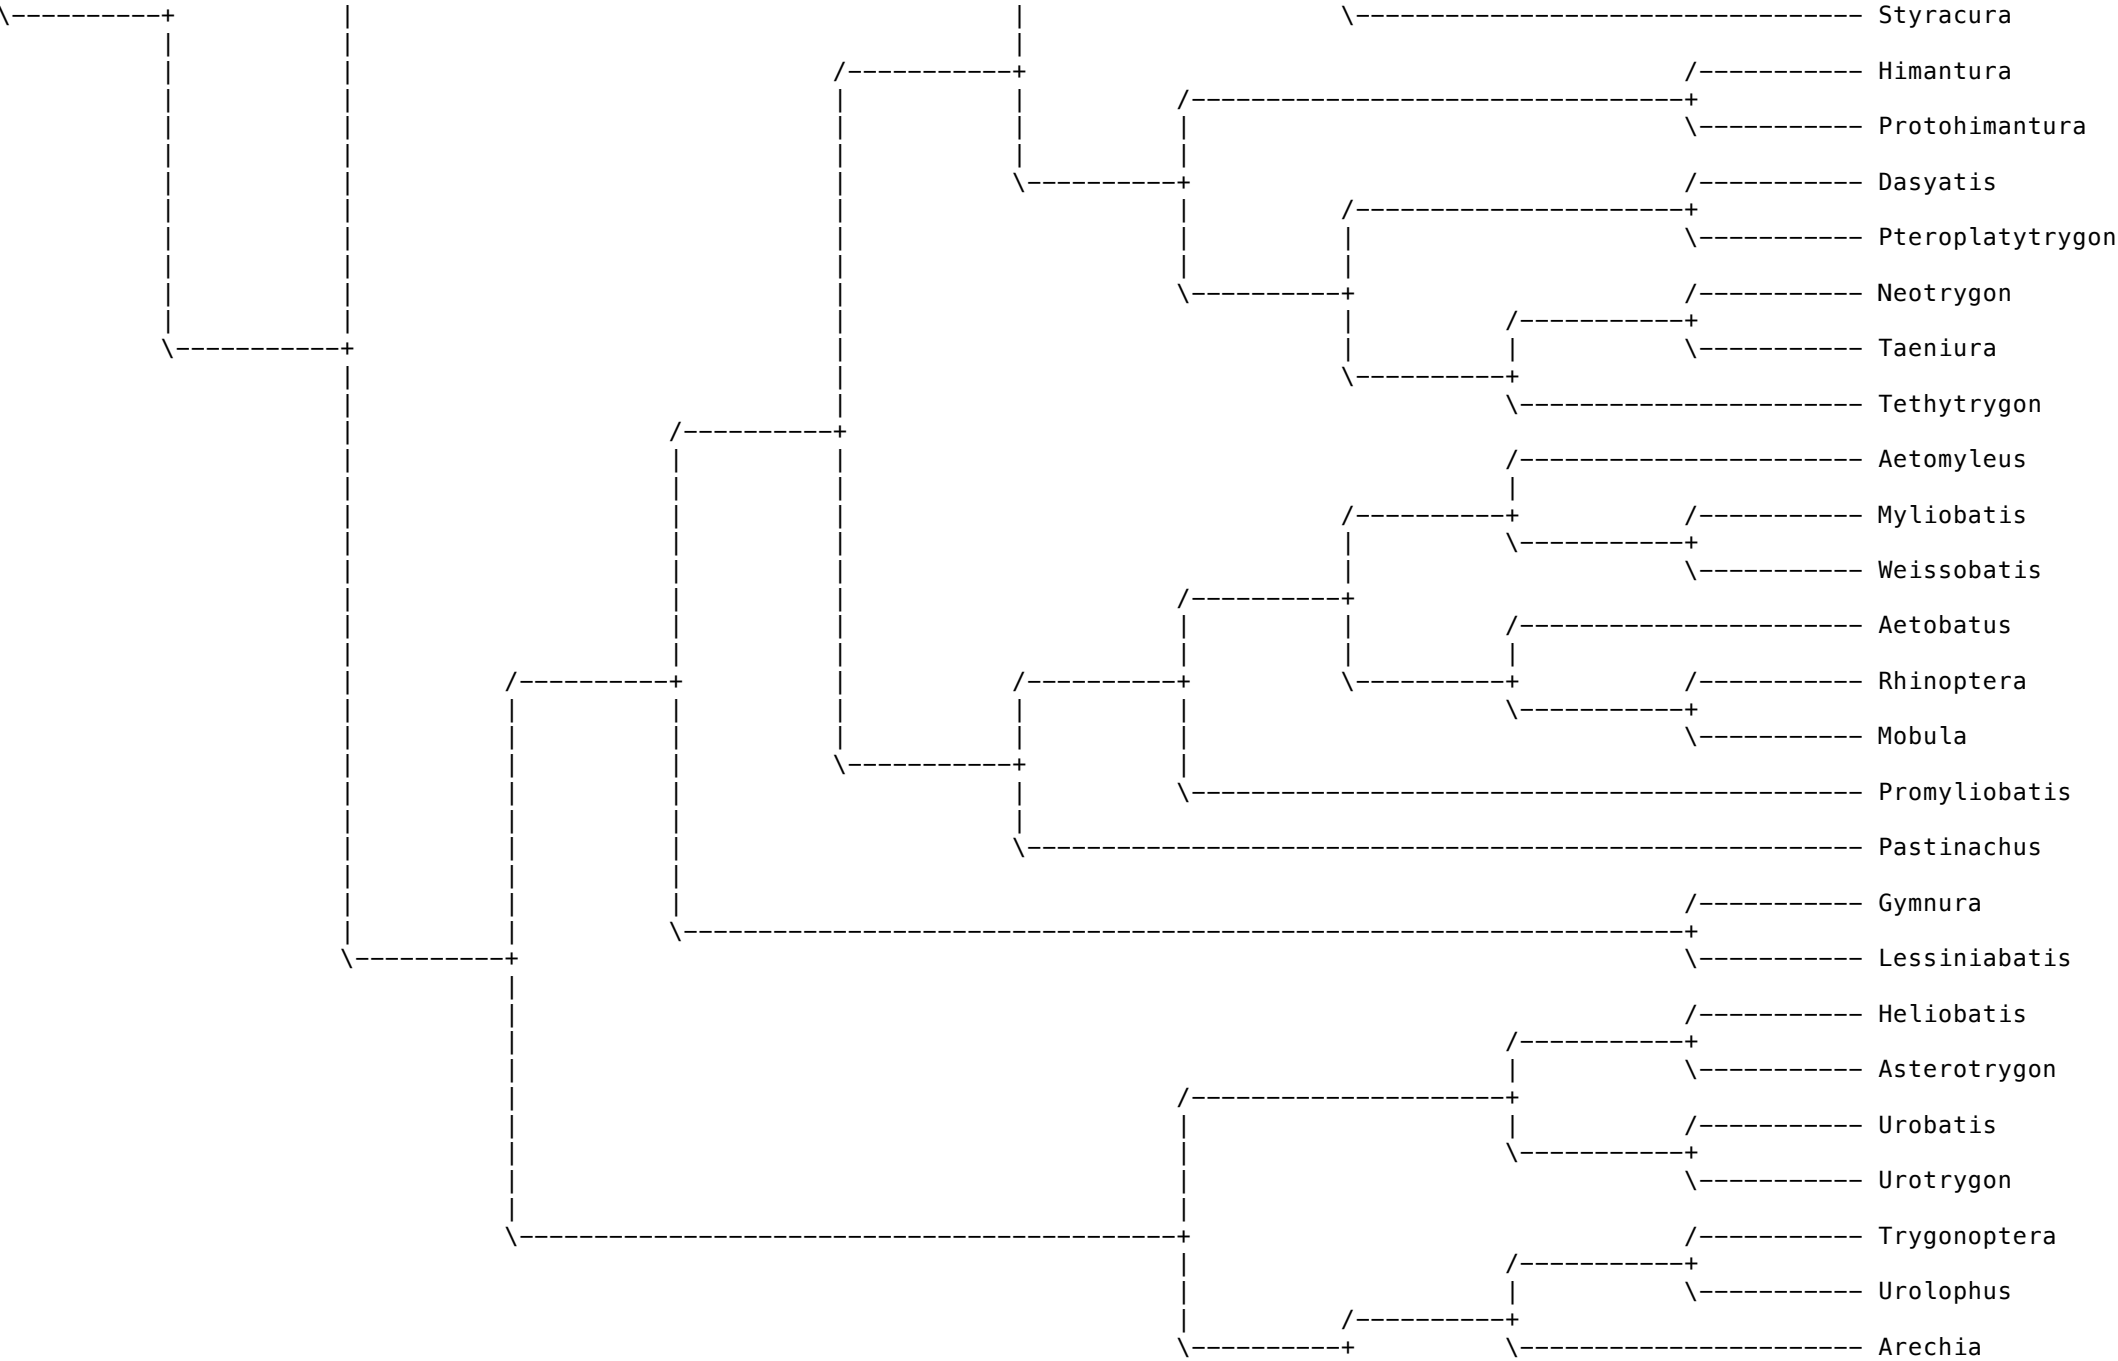 Styracura
Himantura
Protohimantura
Dasyatis
Pteroplatytrygon
Neotrygon
Taeniura
Tethytrygon
Aetomyleus
Myliobatis
Weissobatis
Aetobatus
Rhinoptera
Mobula
Promyliobatis
Pastinachus
Gymnura
Lessiniabatis
Heliobatis
Asterotrygon
Urobatis
Urotrygon
Trygonoptera
Urolophus
Arechia